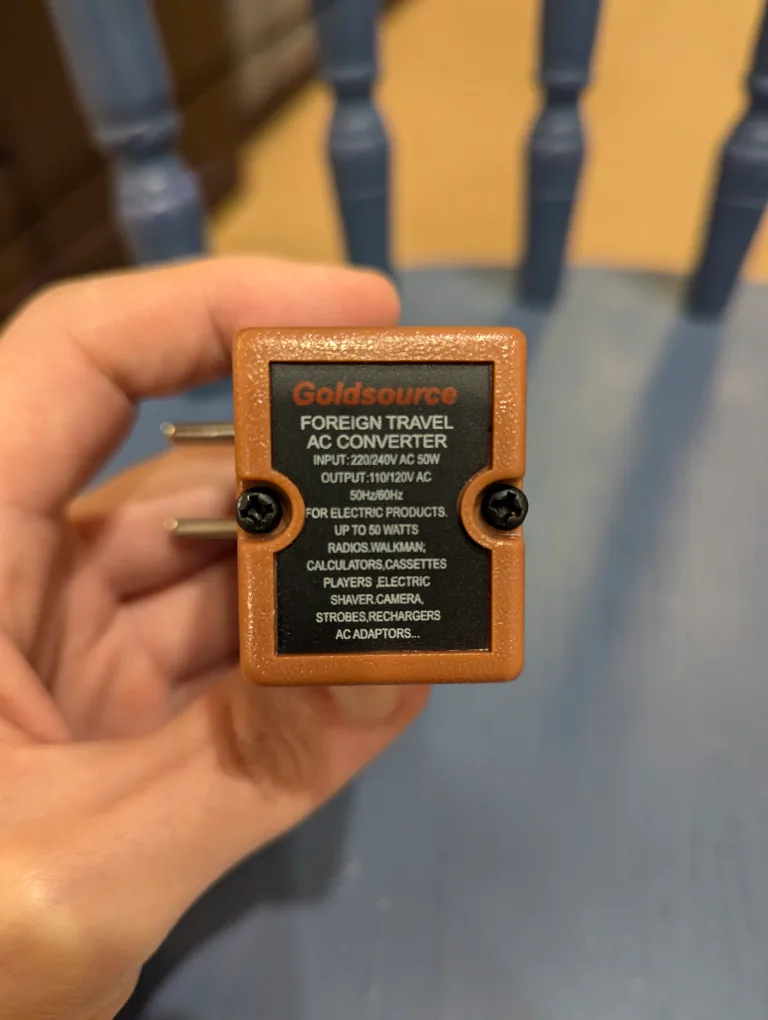 Goldsource
FOREIGN TRAVEL
AC CONVERTER
INPUT:220/240V AC 50W
OUTPUT:110/120V AC
50Hz/60Hz
FOR ELECTRIC PRODUCTS.
UP TO 50 WATTS
RADIOS.WALKMAN;
CALCULATORS,CASSETTES
PLAYERS ,ELECTRIC
SHAVER.CAMERA,
STROBES,RECHARGERS
AC ADAPTORS...